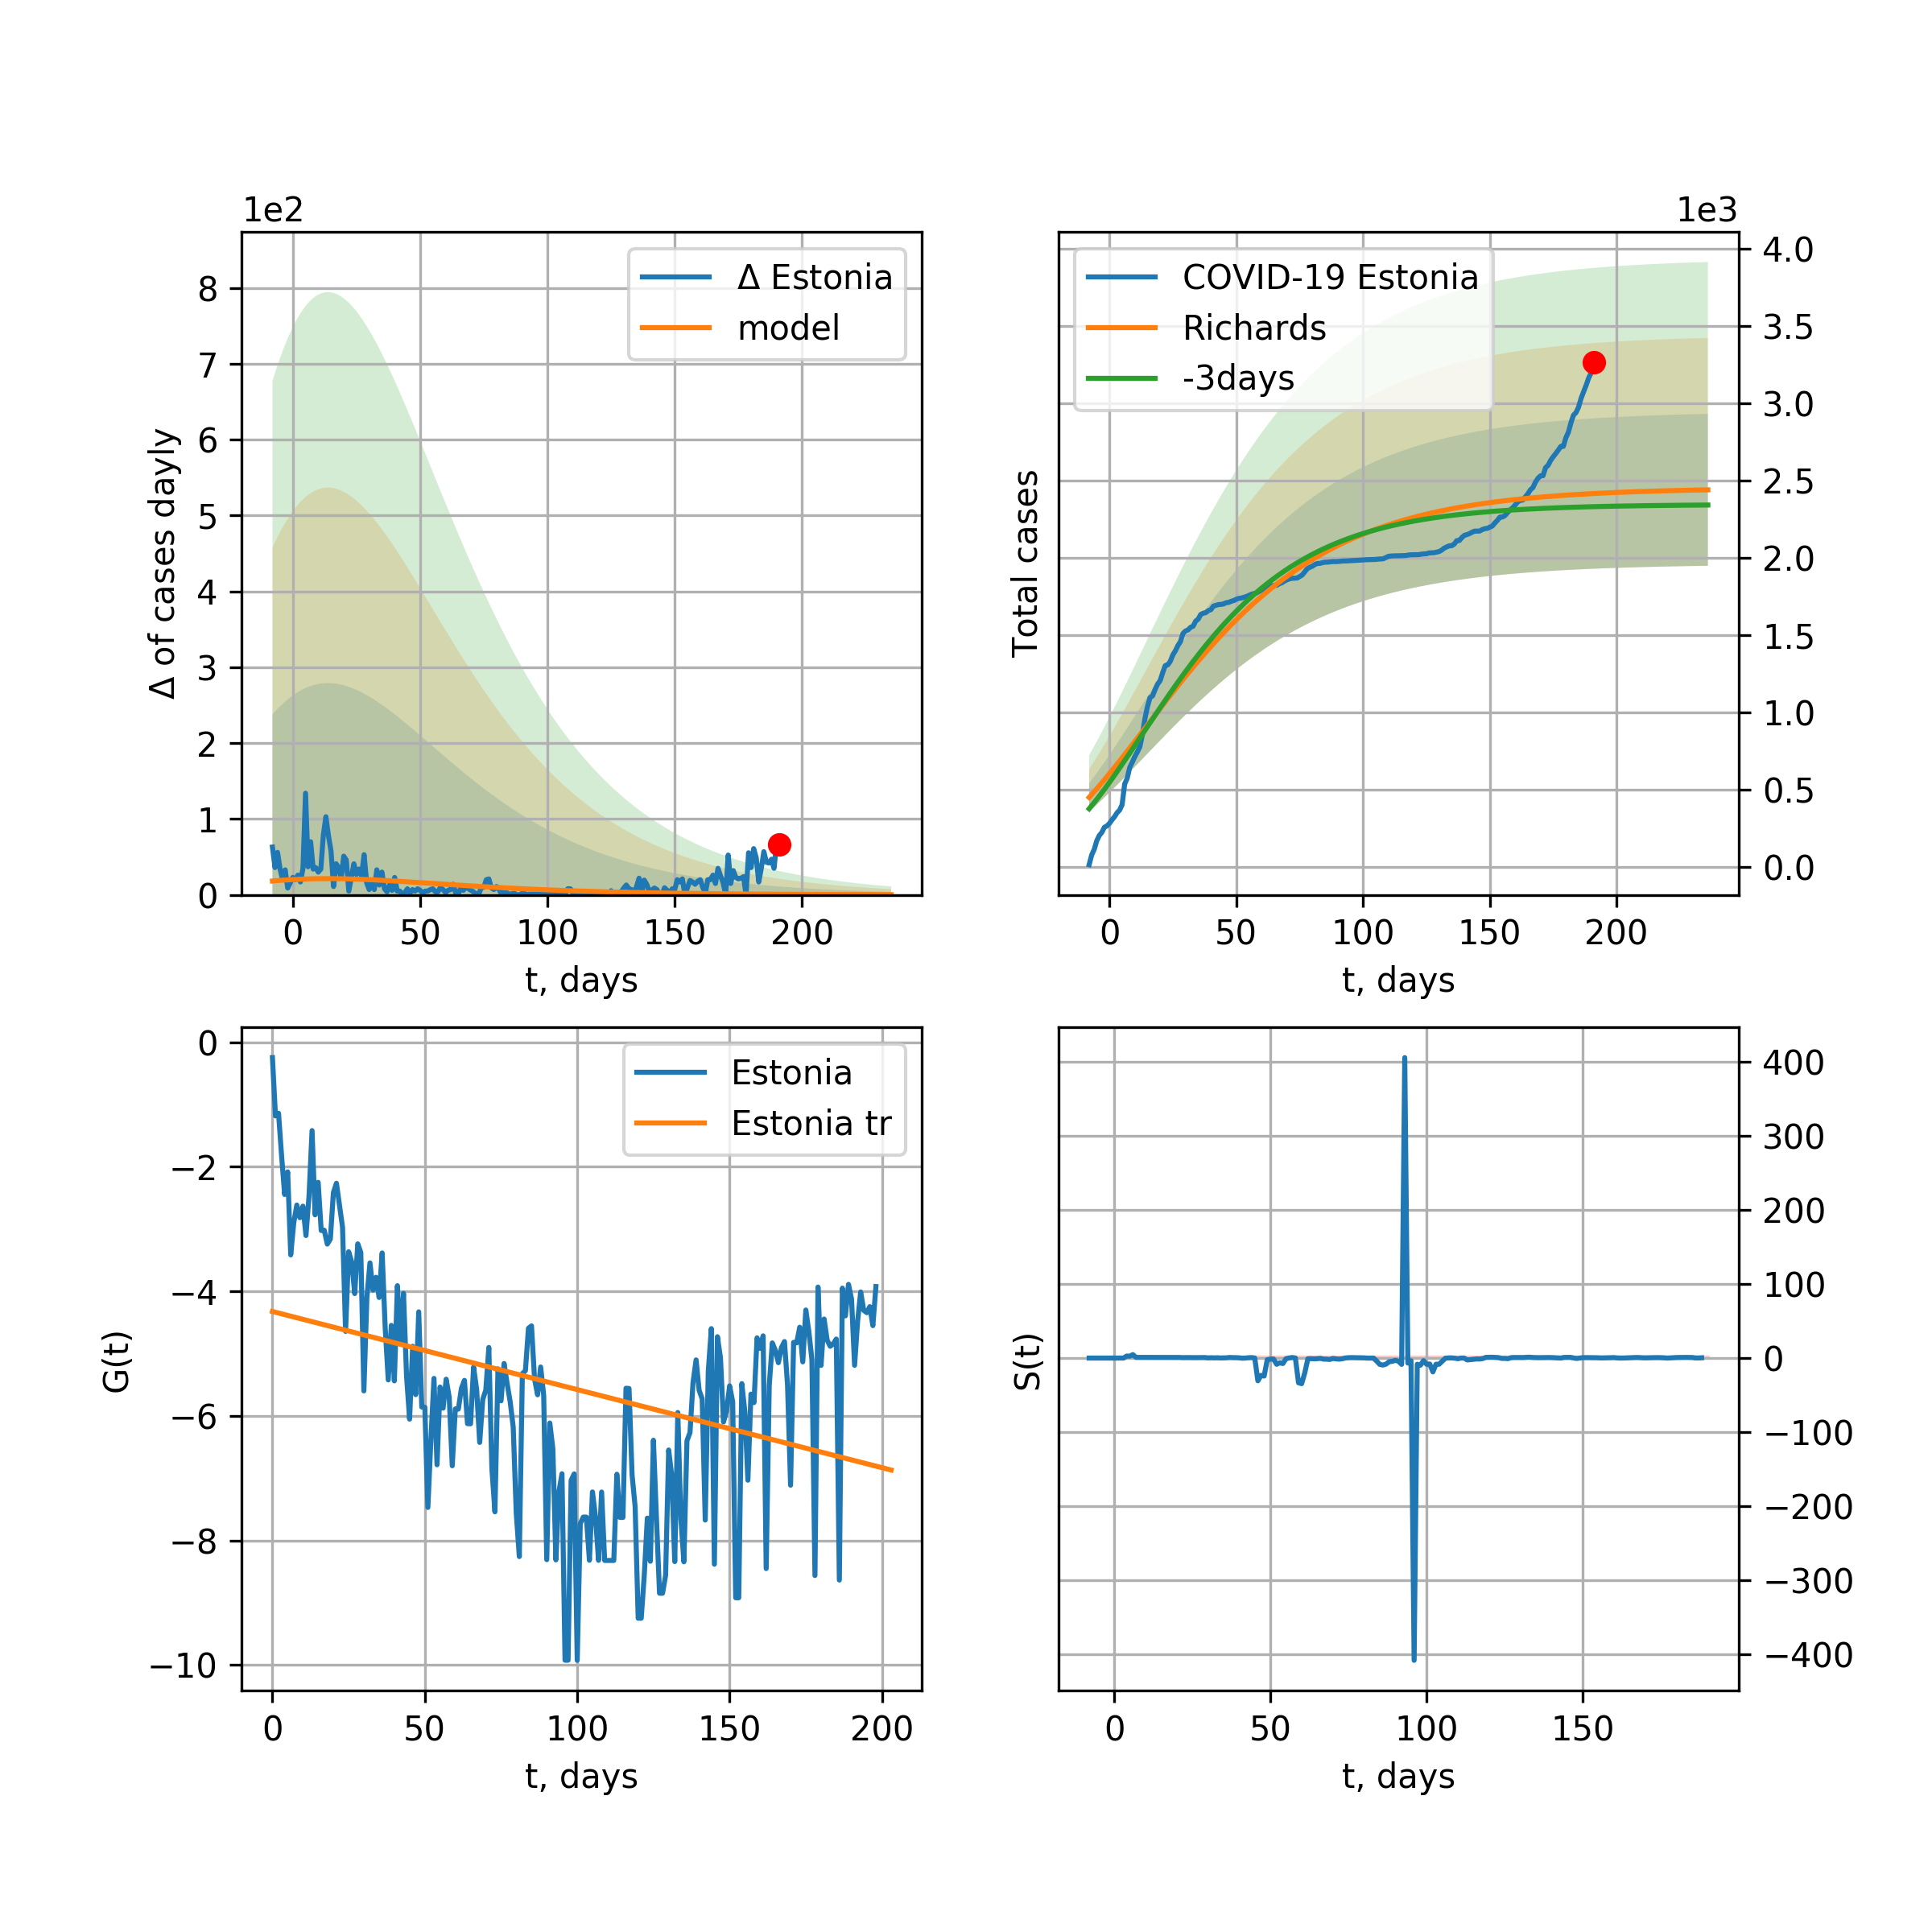 1e2
Δ Estonia
model
8
7
6
5
4
3
2
1
0
Δ of cases dayly
0 50 100 150 200
t, days
1e3
COVID-19 Estonia
Richards
-3days
4.0
3.5
3.0
2.5
2.0
1.5
1.0
0.5
0.0
Total cases
0 50 100 150 200
t, days
Estonia
Estonia tr
0
−2
−4
−6
−8
−10
G(t)
0 50 100 150 200
t, days
400
300
200
100
0
−100
−200
−300
−400
S(t)
0 50 100 150
t, days